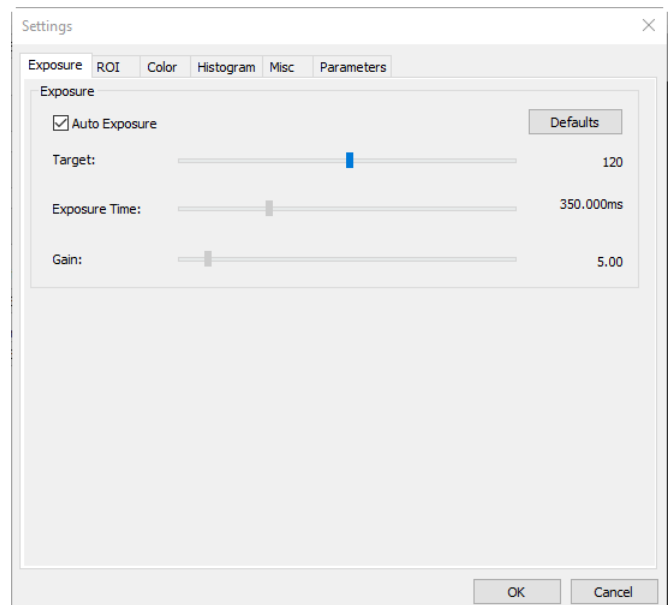 Settings
Exposure ROI Color Histogram Misc Parameters
Exposure
Auto Exposure Defaults
Target: 120
Exposure Time: 350.000ms
Gain: 5.00
OK Cancel